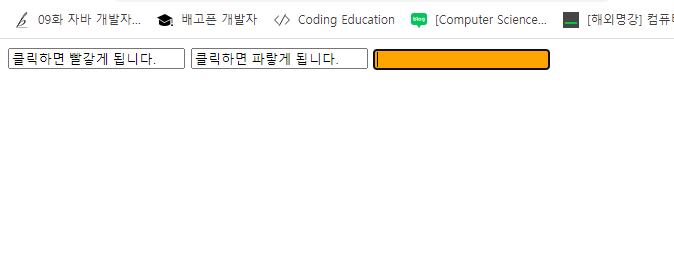 09화 자바 개발자... 배고픈 개발자 Coding Education blog [Computer Science... [해외명강] 컴퓨터
클릭하면 빨갛게 됩니다. 클릭하면 파랗게 됩니다.